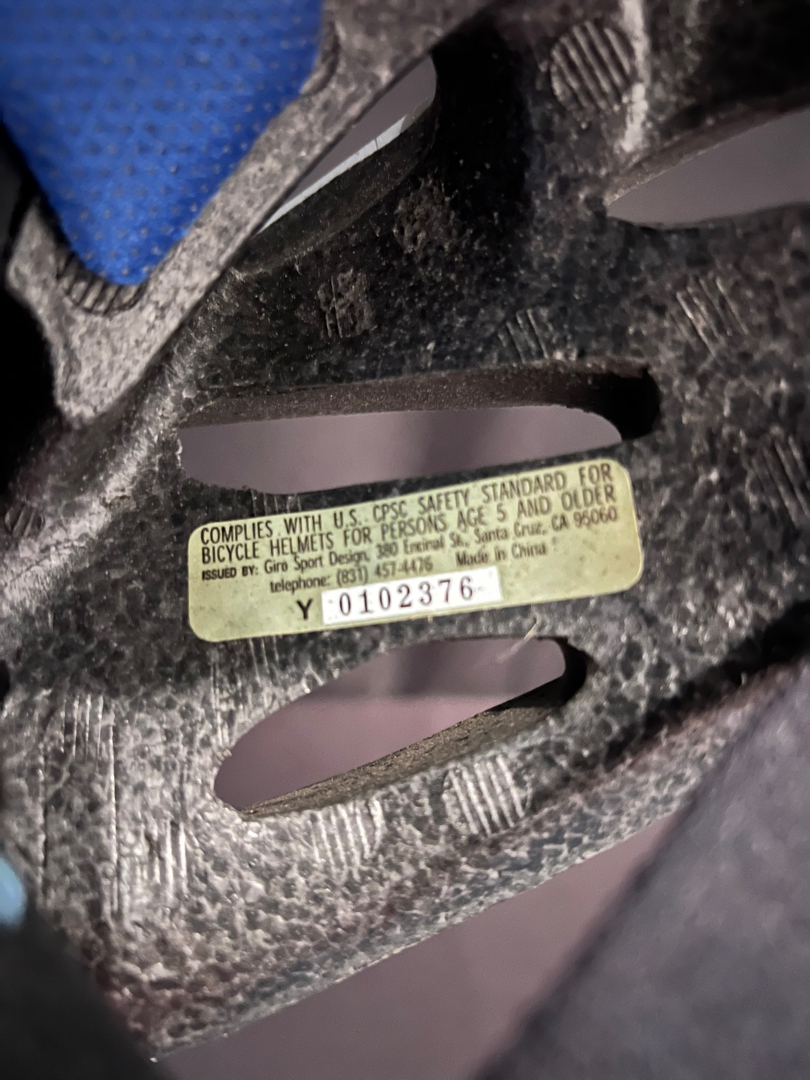 COMPLIES WITH U.S. CPSC SAFETY STANDARD FOR
BICYCLE HELMETS FOR PERSONS AGE 5 AND OLDER
ISSUED BY: Giro Sport Design, 380 Encinal St., Santa Cruz, CA 95060
telephone: (831) 457-4476 Made in China
Y 0102376